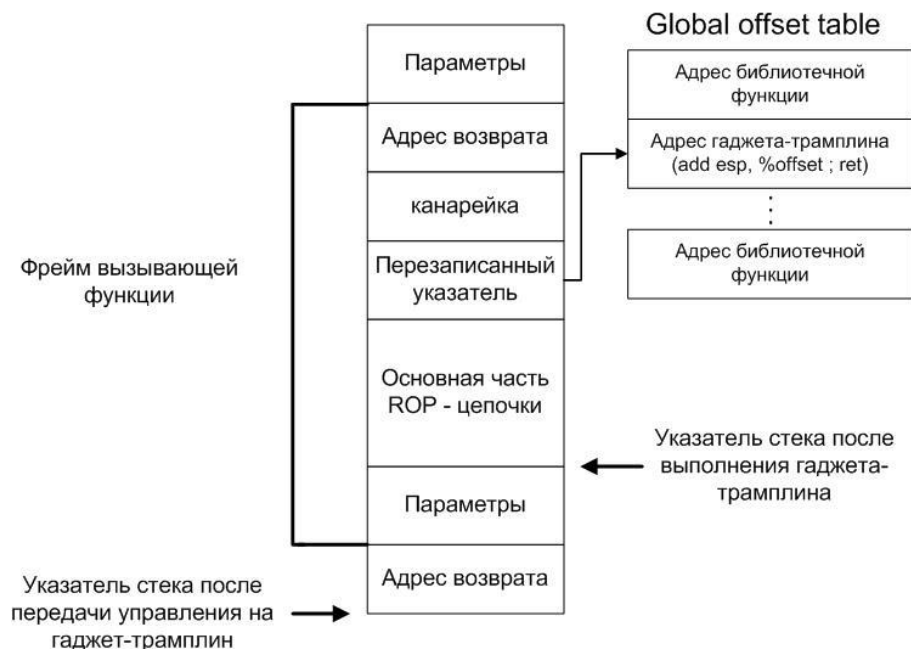 Global offset table
Параметры
Адрес возврата
канарейка
Перезаписанный
указатель
Основная часть
ROP - цепочки
Параметры
Адрес возврата
Адрес библиотечной
функции
Адрес гаджета-трамплина
(add esp, %offset ; ret)
Адрес библиотечной
функции
Фрейм вызывающей
функции
Указатель стека после
выполнения гаджета-
трамплина
Указатель стека после
передачи управления на
гаджет-трамплин